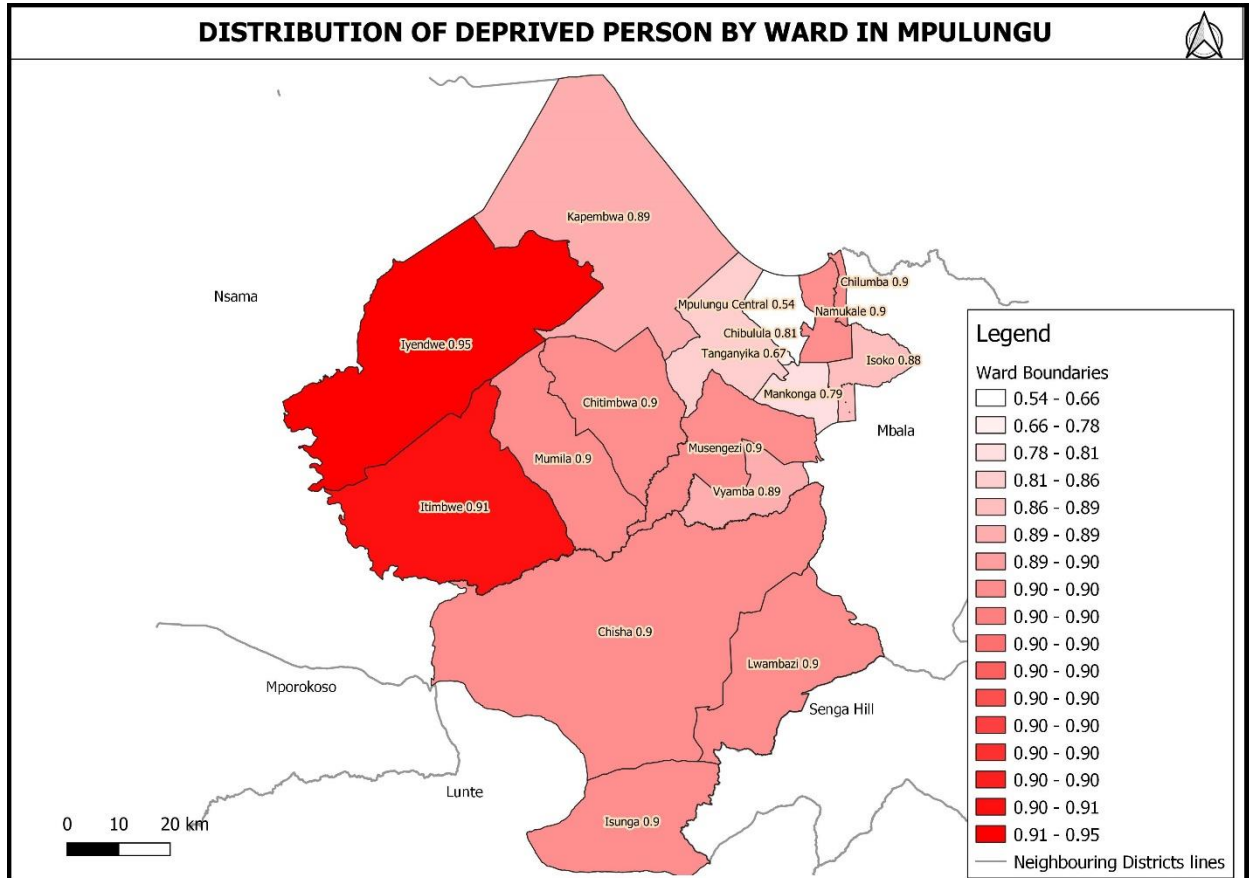 DISTRIBUTION OF DEPRIVED PERSON BY WARD IN MPULUNGU
Kapembwa 0.89
Chilumba 0.9
Nsama
Mpulungu Central 0.54
Namukale 0.9
Chibulula 0.81
Iyendwe 0.95
Tanganyika 0.67
Isoko 0.88
Mankonga 0.79
Chitimbwa 0.9
Mbala
Musengezi 0.9
Mumila 0.9
Vyamba 0.89
Itimbwe 0.91
Chisha 0.9
Lwambazi 0.9
Mporokoso
Senga Hill
Lunte
Isunga 0.9
0 10 20 km
Legend
Ward Boundaries
0.54 - 0.66
0.66 - 0.78
0.78 - 0.81
0.81 - 0.86
0.86 - 0.89
0.89 - 0.89
0.89 - 0.90
0.90 - 0.90
0.90 - 0.90
0.90 - 0.90
0.90 - 0.90
0.90 - 0.90
0.90 - 0.90
0.90 - 0.90
0.90 - 0.90
0.90 - 0.91
0.91 - 0.95
Neighbouring Districts lines